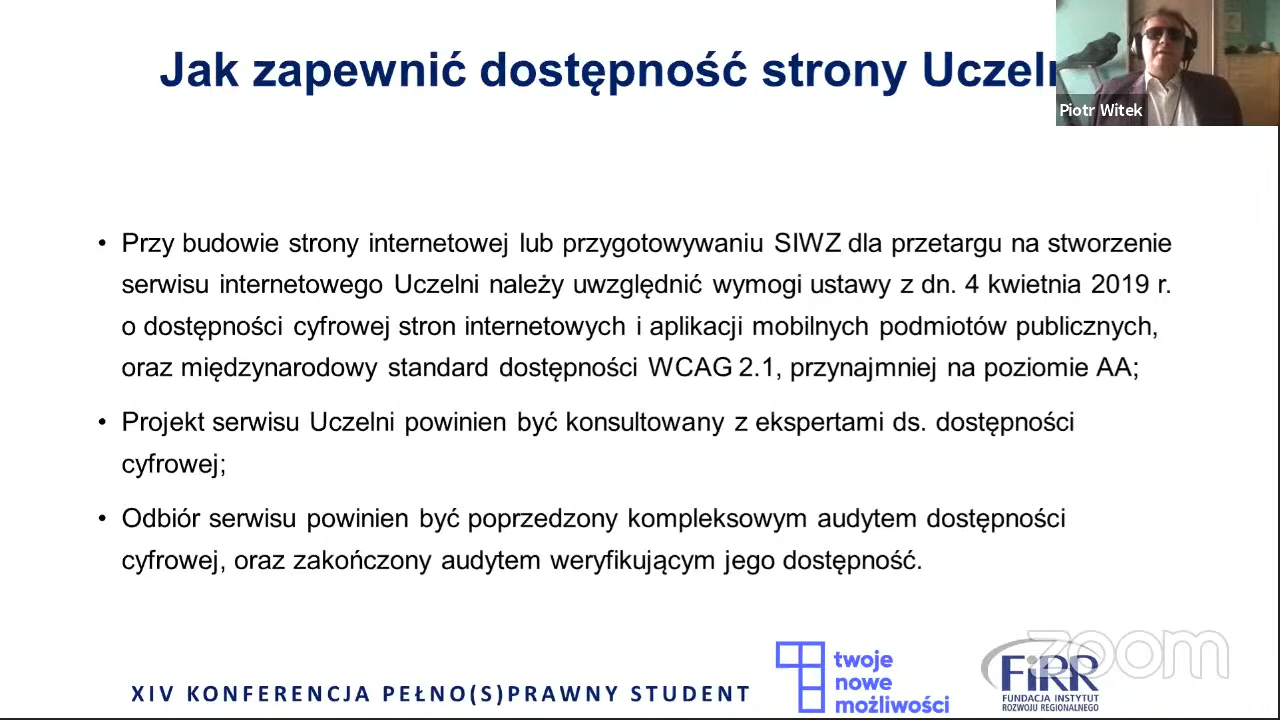 Jak zapewnić dostępność strony Uczeln
Piotr Witek
• Przy budowie strony internetowej lub przygotowywaniu SIWZ dla przetargu na stworzenie
serwisu internetowego Uczelni należy uwzględnić wymogi ustawy z dn. 4 kwietnia 2019 r.
o dostępności cyfrowej stron internetowych i aplikacji mobilnych podmiotów publicznych,
oraz międzynarodowy standard dostępności WCAG 2.1, przynajmniej na poziomie AA;
• Projekt serwisu Uczelni powinien być konsultowany z ekspertami ds. dostępności
cyfrowej;
• Odbiór serwisu powinien być poprzedzony kompleksowym audytem dostępności
cyfrowej, oraz zakończony audytem weryfikującym jego dostępność.
XIV KONFERENCJA PEŁNO(S)PRAWNY STUDENT
twoje
nowe
możliwości
FiRR
FUNDACJA INSTYTUT
ROZWOJU REGIONALNEGO
zoom